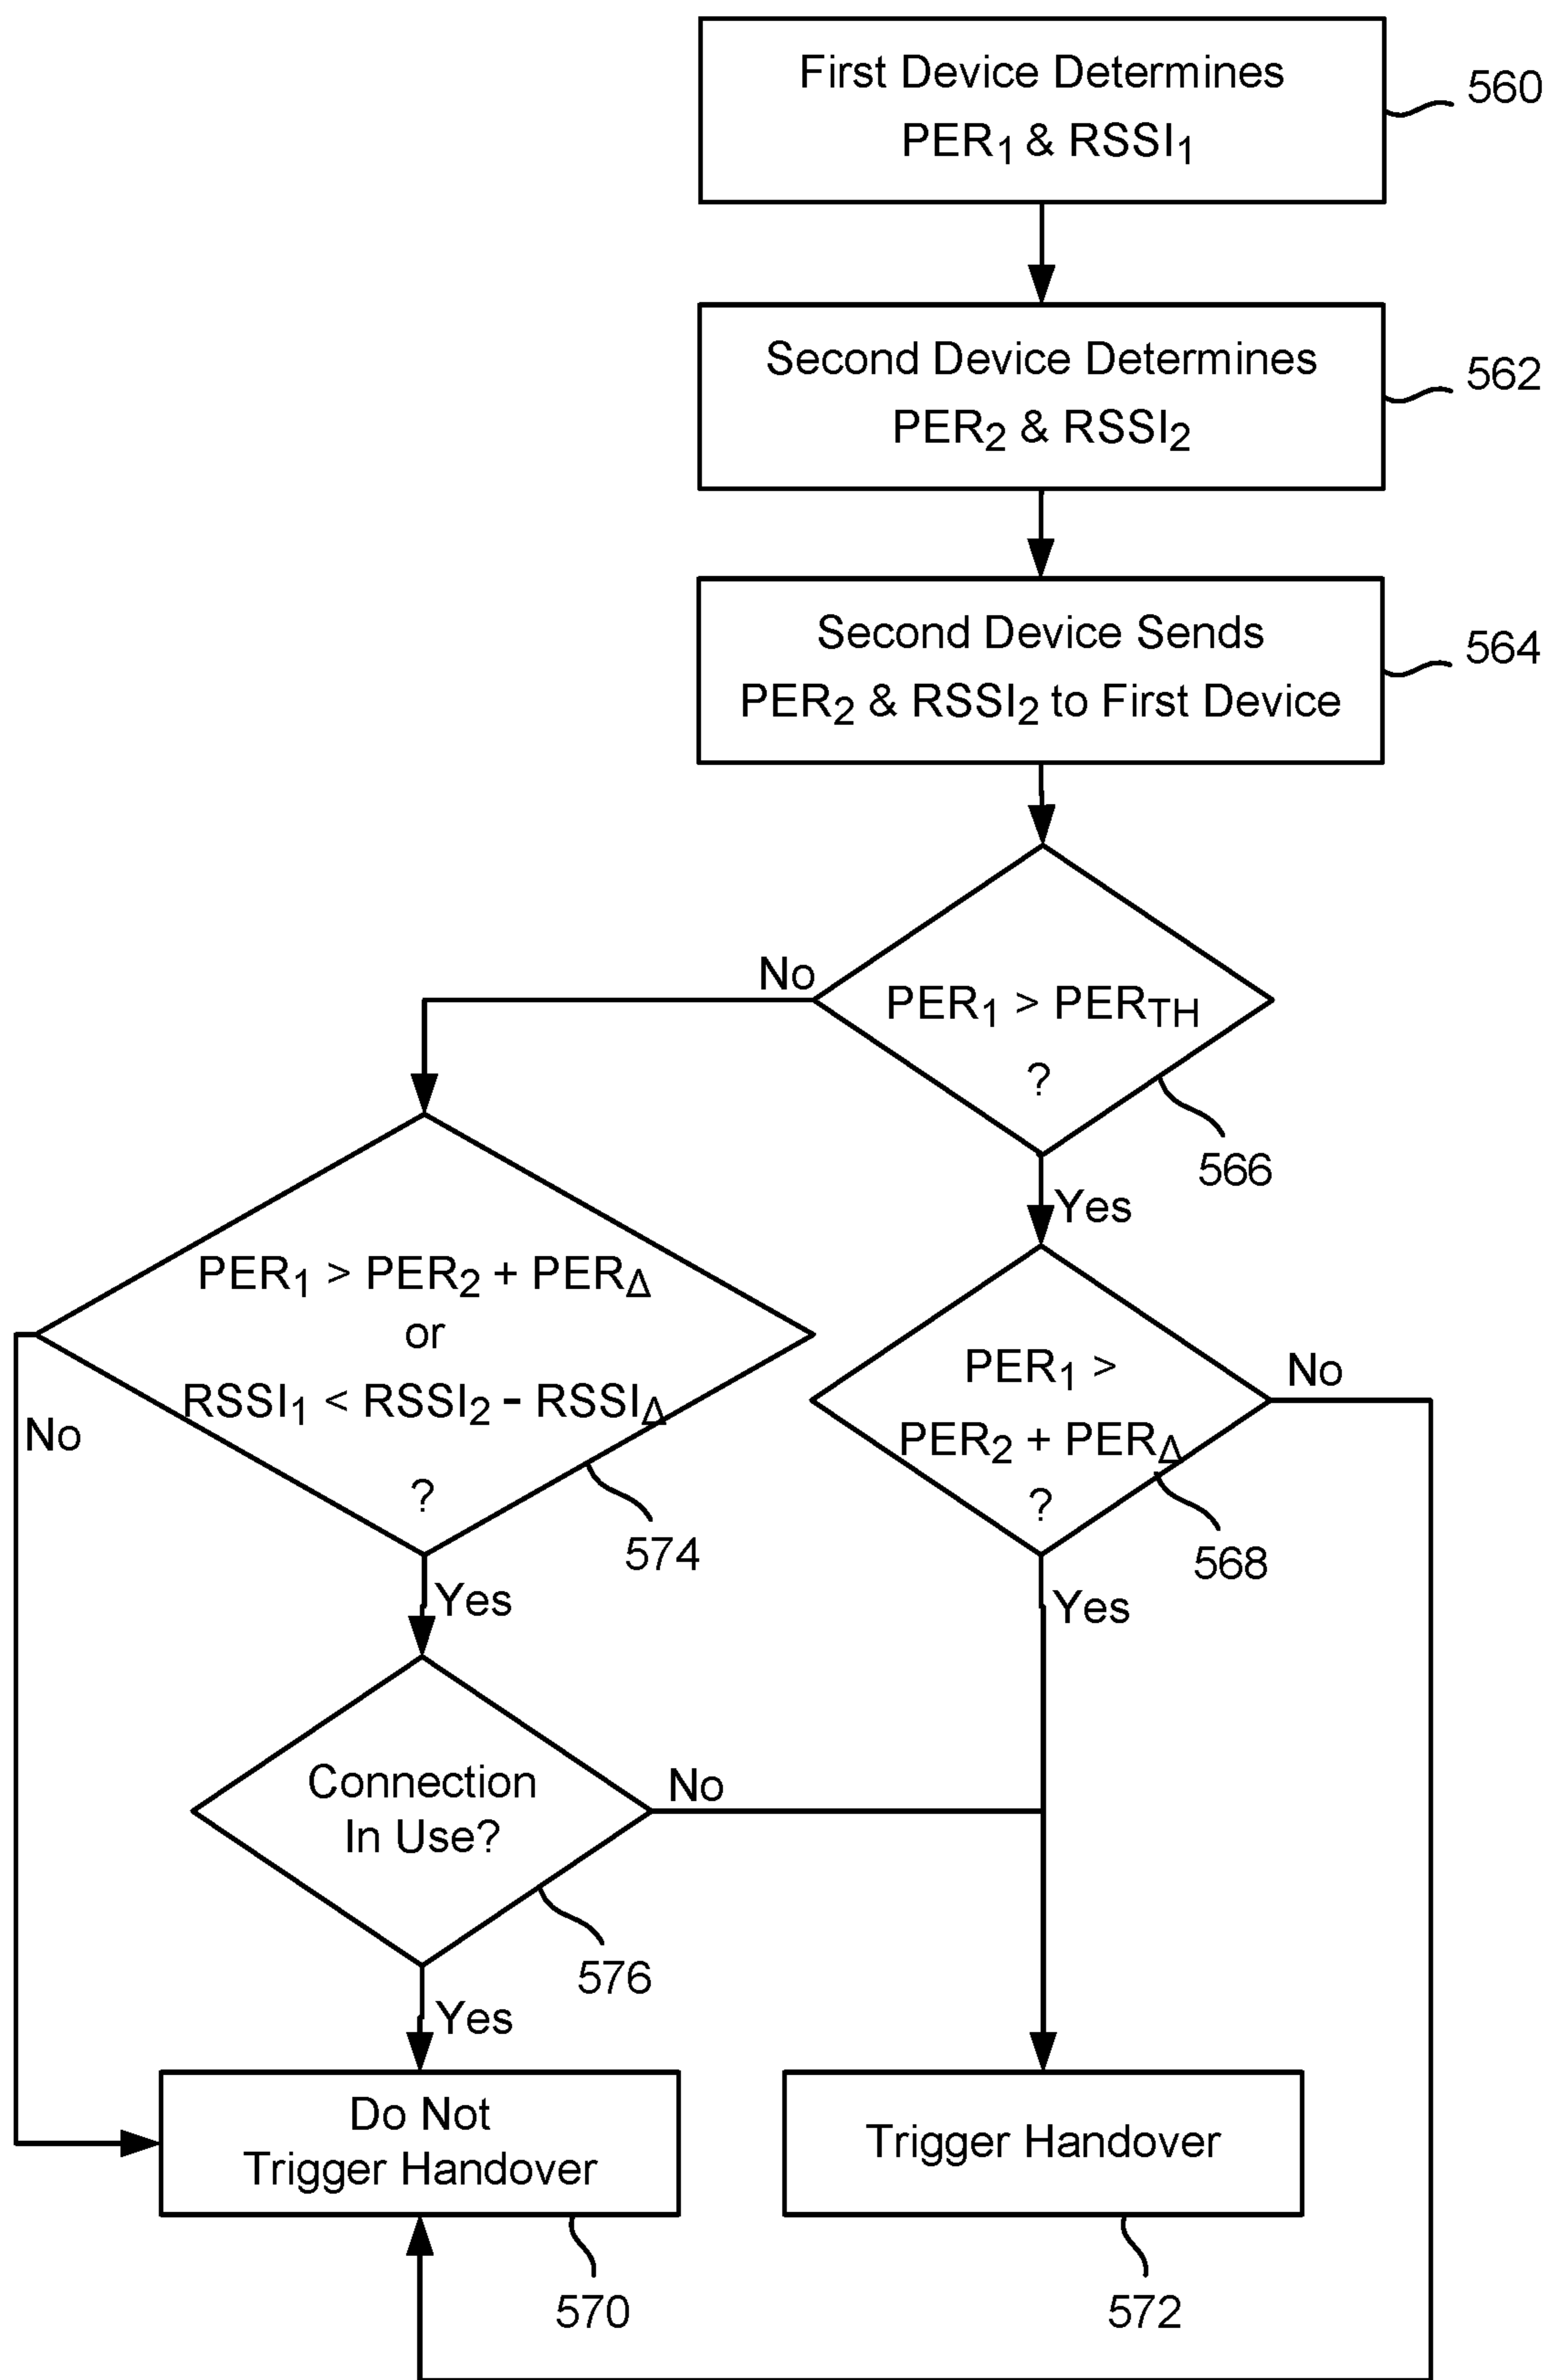 First Device Determines
PER1 & RSSI1
560
Second Device Determines
PER2 & RSSI2
562
Second Device Sends
PER2 & RSSI2 to First Device
564
No
PER1 > PERTH
?
566
Yes
PER1 > PER2 + PERΔ
or
RSSI1 < RSSI2 - RSSIΔ
?
574
No
Yes
PER1 >
PER2 + PERΔ
?
568
No
Yes
Connection
In Use?
576
No
Yes
Do Not
Trigger Handover
570
Trigger Handover
572